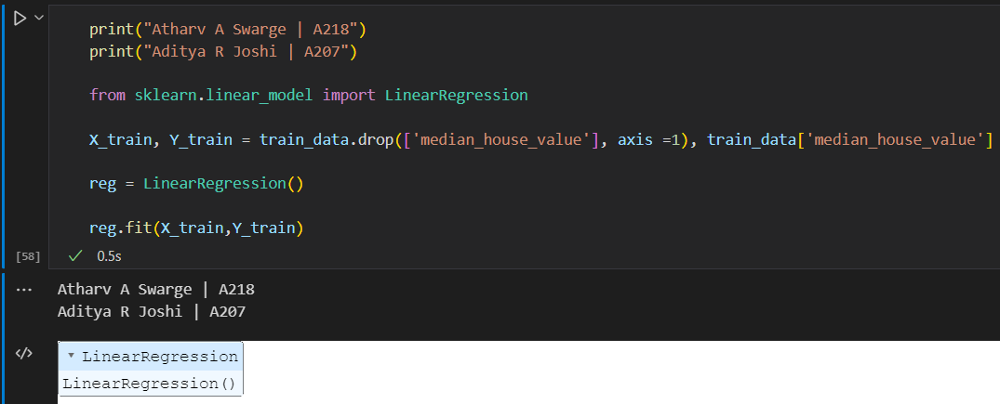 print("Atharv A Swarge | A218")
print("Aditya R Joshi | A207")
from sklearn.linear_model import LinearRegression
X_train, Y_train = train_data.drop(['median_house_value'], axis =1), train_data['median_house_value']
reg = LinearRegression()
reg.fit(X_train,Y_train)
[58] 0.5s
... Atharv A Swarge | A218
Aditya R Joshi | A207
</> ▾ LinearRegression
LinearRegression()